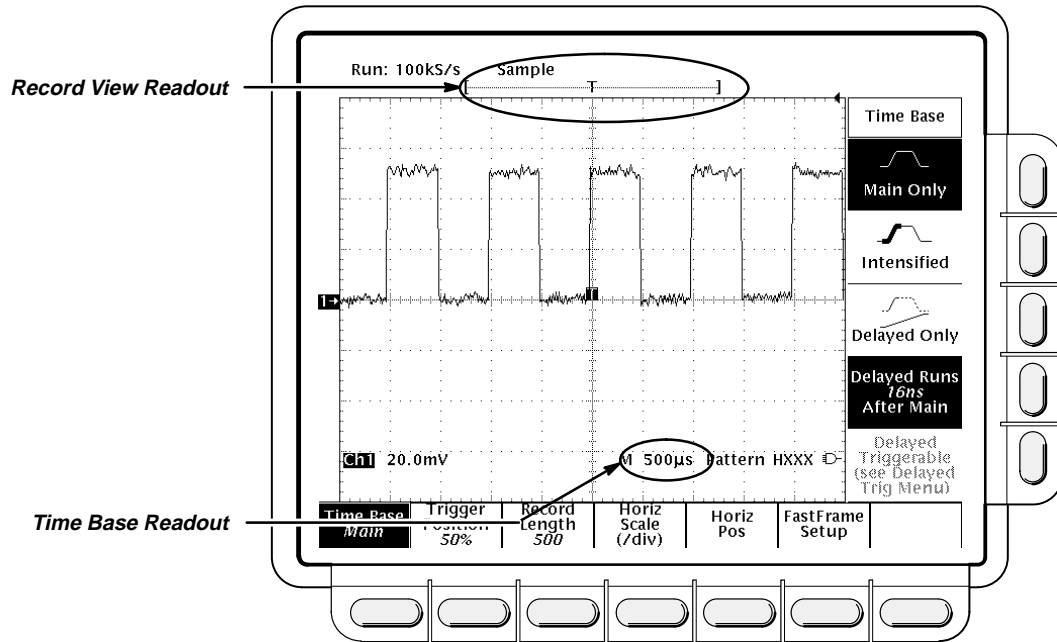 Record View Readout
Run: 100kS/s Sample
[ T ]
Time Base
Main Only
Intensified
Delayed Only
Delayed Runs
16ns
After Main
Delayed
Triggerable
(see Delayed
Trig Menu)
1→
T
Ch1 20.0mV
M 500µs Pattern HXXX
Time Base Readout
Time Base
Main
Trigger
Position
50%
Record
Length
500
Horiz
Scale
(/div)
Horiz
Pos
FastFrame
Setup